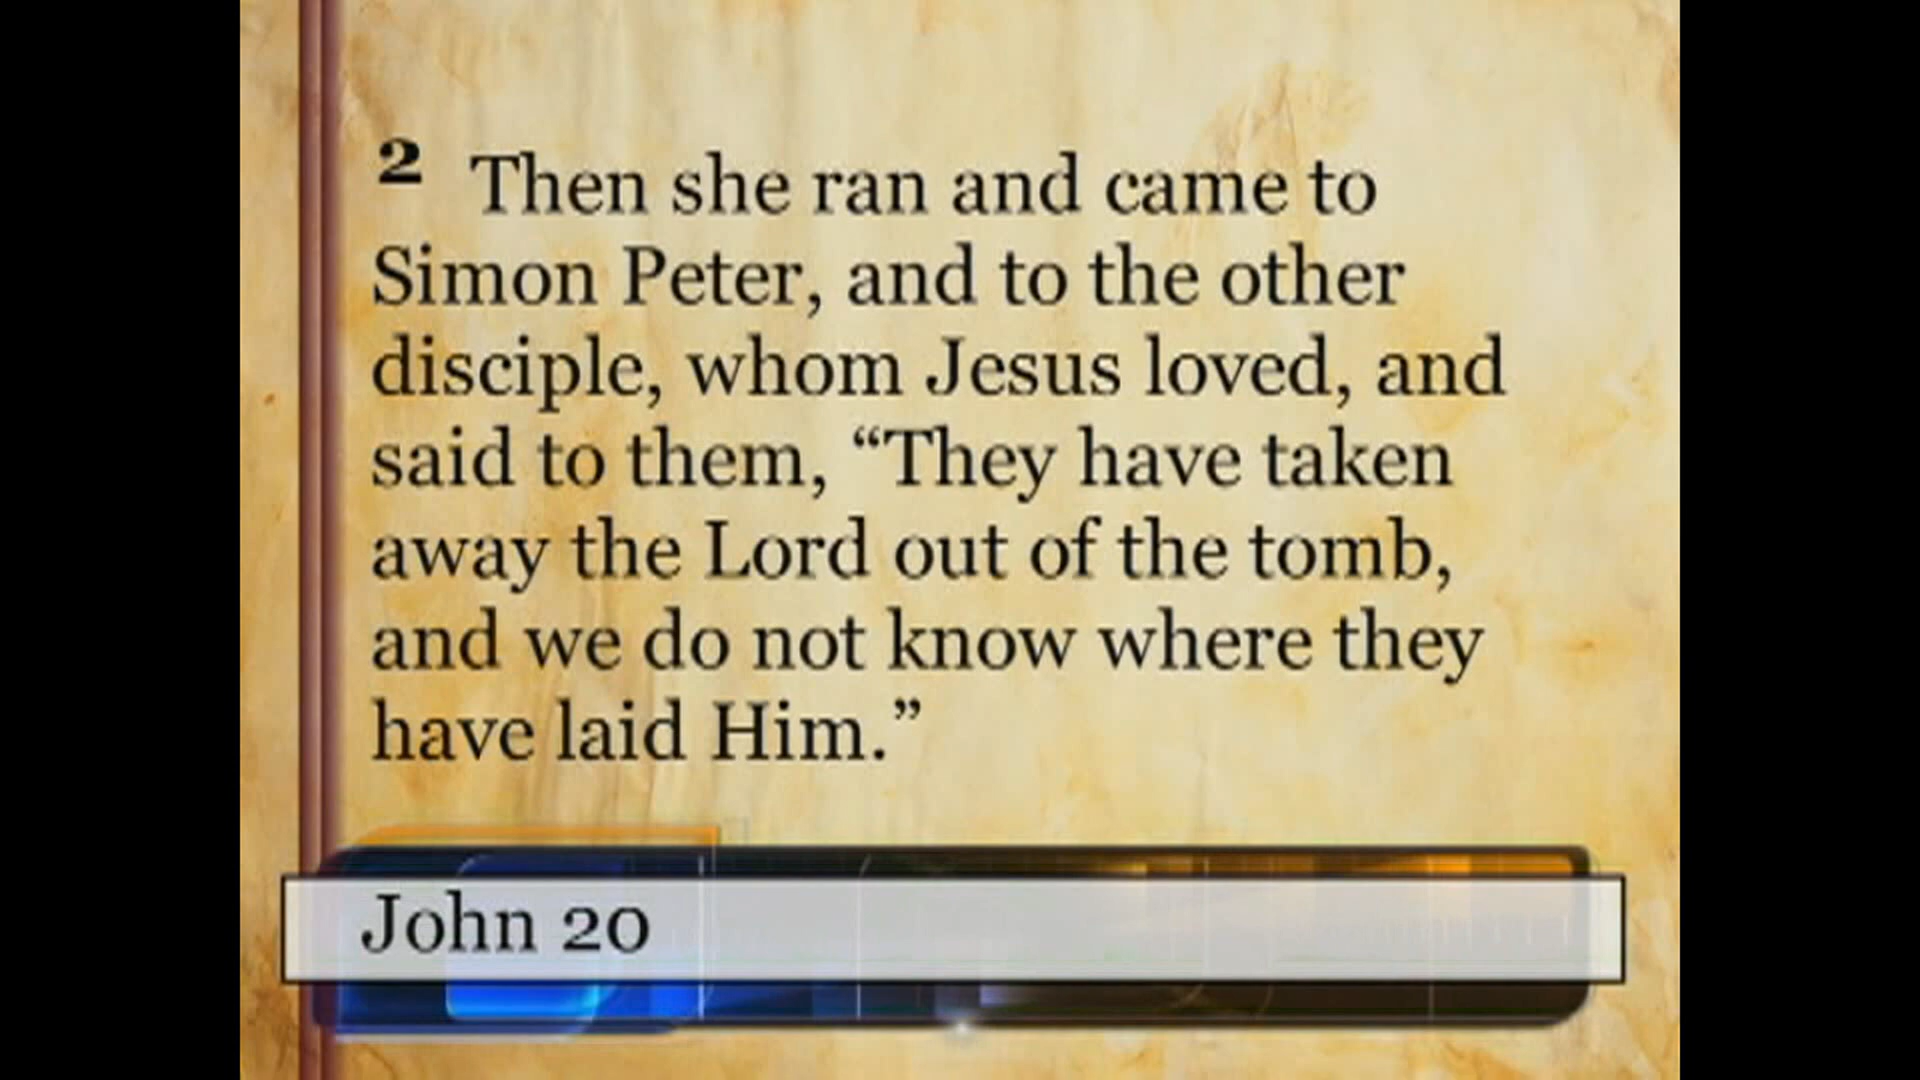 2 Then she ran and came to
Simon Peter, and to the other
disciple, whom Jesus loved, and
said to them, “They have taken
away the Lord out of the tomb,
and we do not know where they
have laid Him.”
John 20